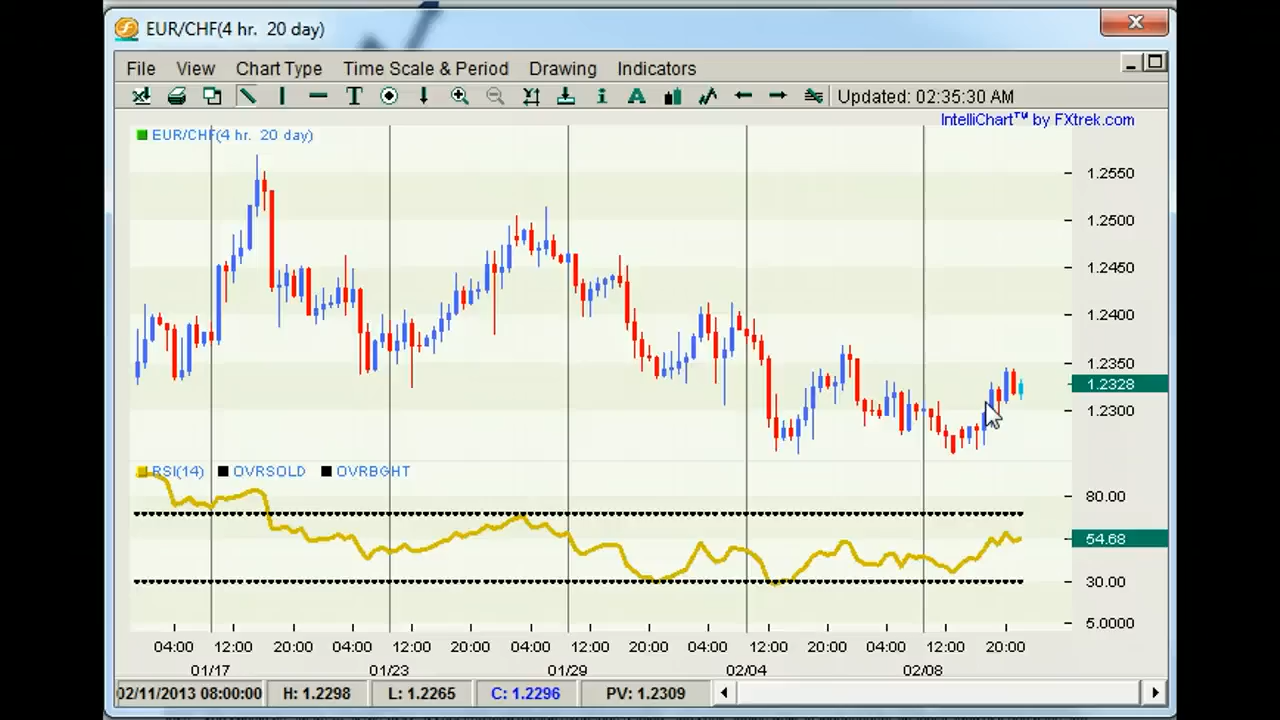 EUR/CHF(4 hr.  20 day)
File View Chart Type Time Scale & Period Drawing Indicators
Updated: 02:35:30 AM
IntelliChart™ by FXtrek.com
EUR/CHF(4 hr.  20 day)
1.2550
1.2500
1.2450
1.2400
1.2350
1.2328
1.2300
RSI(14) OVRSOLD OVRBGHT
80.00
54.68
30.00
5.0000
04:00 12:00 20:00 04:00 12:00 20:00 04:00 12:00 20:00 04:00 12:00 20:00 04:00 12:00 20:00
01/17 01/23 01/29 02/04 02/08
02/11/2013 08:00:00 H: 1.2298 L: 1.2265 C: 1.2296 PV: 1.2309